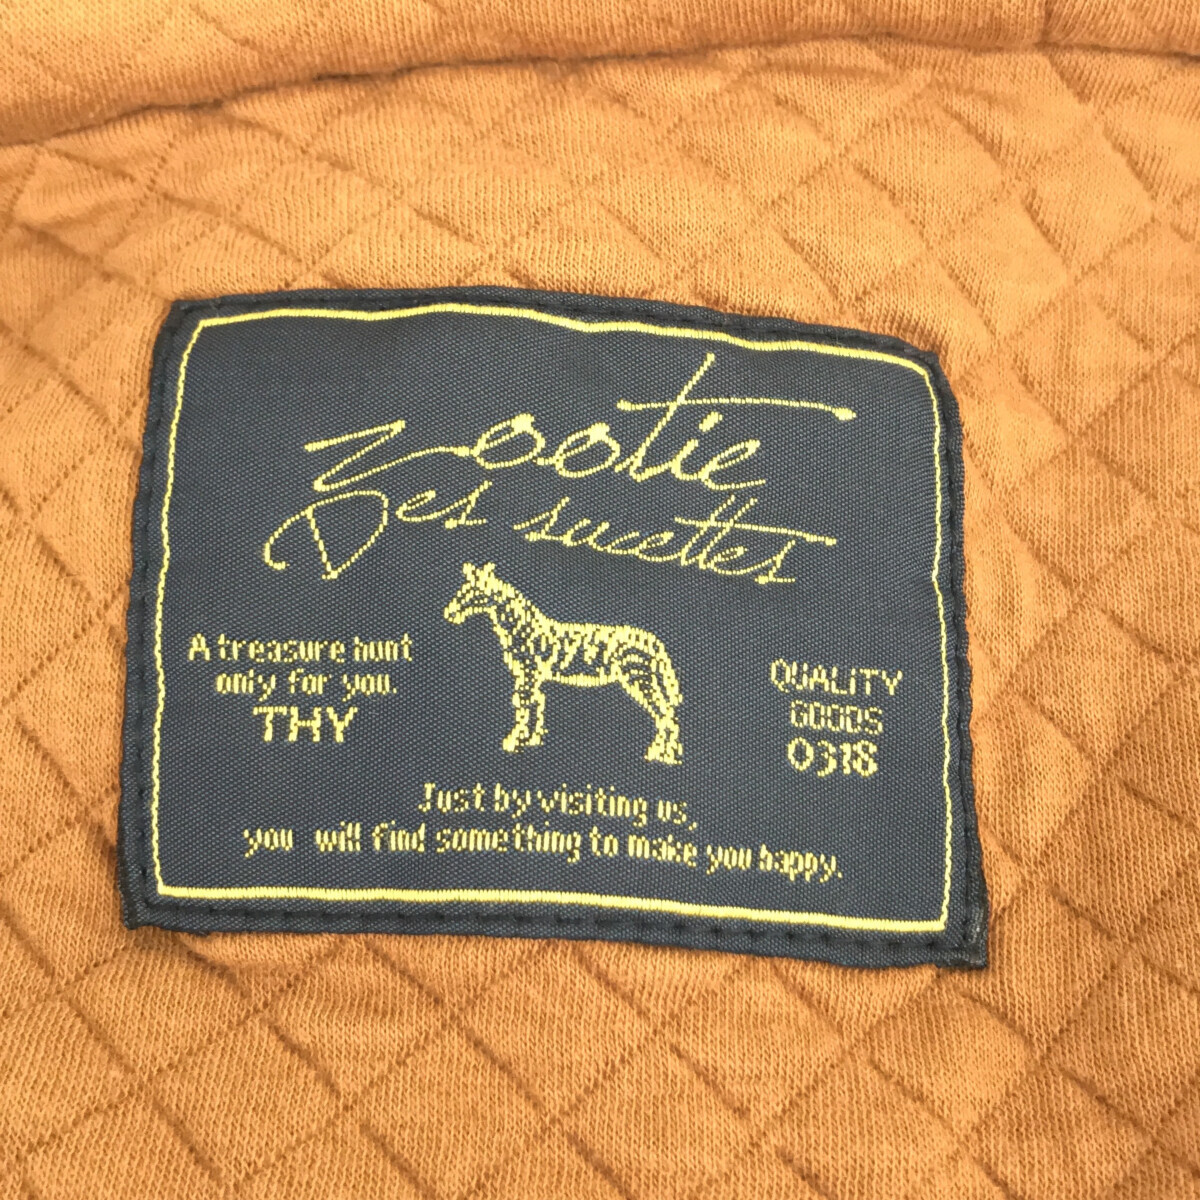 Zootie
Des sucettes
A treasure hunt
only for you.
THY
QUALITY
GOODS
0318
Just by visiting us,
you will find something to make you happy.